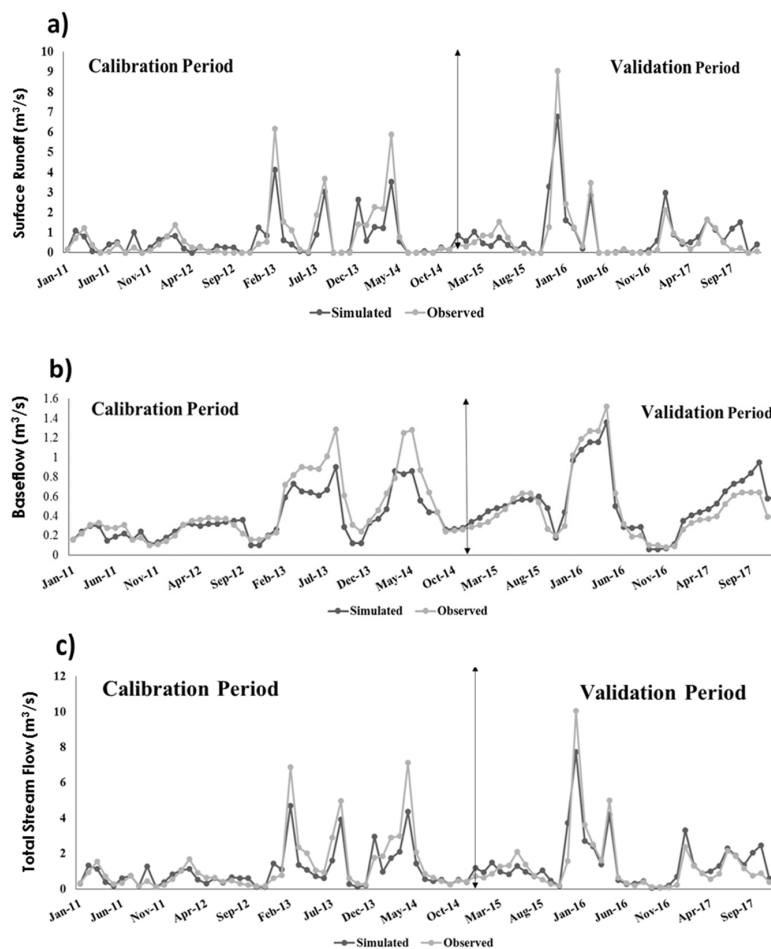 a)
10
9
8
7
6
5
4
3
2
1
0
Surface Runoff (m³/s)
Calibration Period
Validation Period
Jan-11 Jun-11 Nov-11 Apr-12 Sep-12 Feb-13 Jul-13 Dec-13 May-14 Oct-14 Mar-15 Aug-15 Jan-16 Jun-16 Nov-16 Apr-17 Sep-17
Simulated Observed
b)
1.6
1.4
1.2
1
0.8
0.6
0.4
0.2
0
Baseflow (m³/s)
Calibration Period
Validation Period
Jan-11 Jun-11 Nov-11 Apr-12 Sep-12 Feb-13 Jul-13 Dec-13 May-14 Oct-14 Mar-15 Aug-15 Jan-16 Jun-16 Nov-16 Apr-17 Sep-17
Simulated Observed
c)
12
10
8
6
4
2
0
Total Stream Flow (m³/s)
Calibration Period
Validation Period
Jan-11 Jun-11 Nov-11 Apr-12 Sep-12 Feb-13 Jul-13 Dec-13 May-14 Oct-14 Mar-15 Aug-15 Jan-16 Jun-16 Nov-16 Apr-17 Sep-17
Simulated Observed